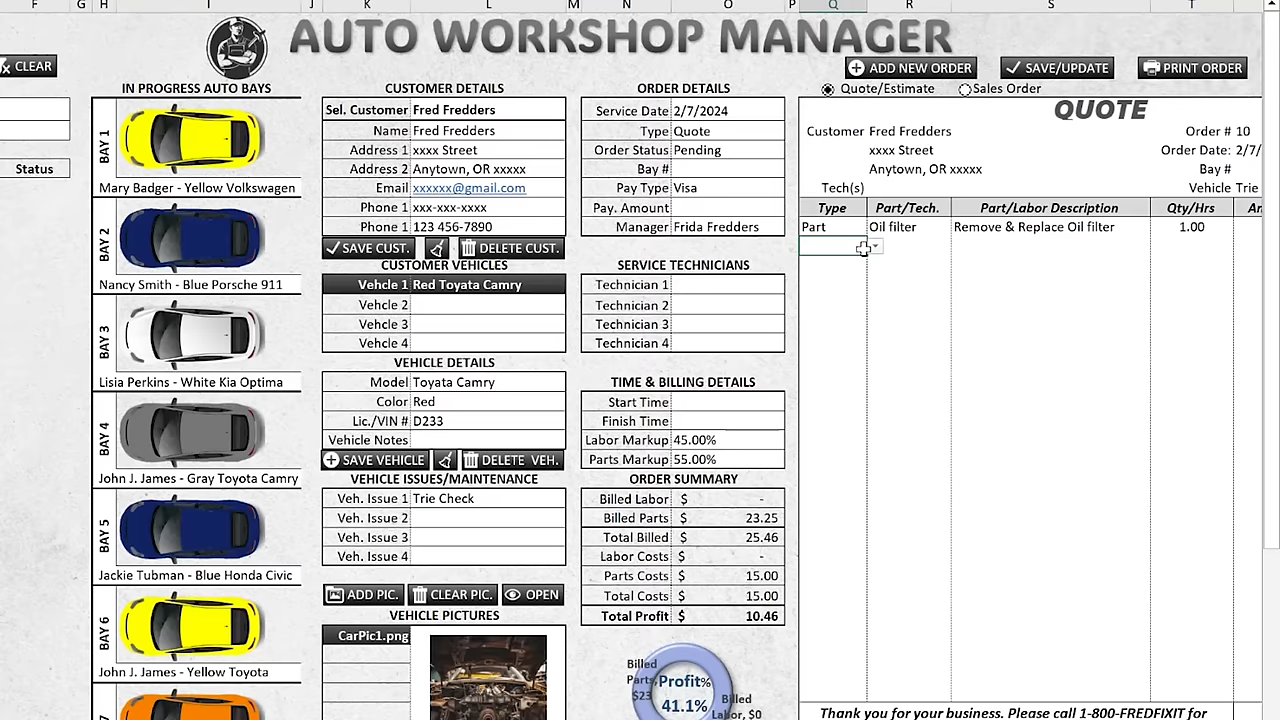 F G H I J K L M N O P Q R S T
AUTO WORKSHOP MANAGER
CLEAR
ADD NEW ORDER
SAVE/UPDATE
PRINT ORDER
Status
IN PROGRESS AUTO BAYS
BAY 1
Mary Badger - Yellow Volkswagen
BAY 2
Nancy Smith - Blue Porsche 911
BAY 3
Lisia Perkins - White Kia Optima
BAY 4
John J. James - Gray Toyota Camry
BAY 5
Jackie Tubman - Blue Honda Civic
BAY 6
John J. James - Yellow Toyota
7
CUSTOMER DETAILS
Sel. Customer Fred Fredders
Name Fred Fredders
Address 1 xxxx Street
Address 2 Anytown, OR xxxxx
Email xxxxxx@gmail.com
Phone 1 xxx-xxx-xxxx
Phone 1 123 456-7890
SAVE CUST. DELETE CUST.
CUSTOMER VEHICLES
Vehcle 1 Red Toyata Camry
Vehcle 2
Vehcle 3
Vehcle 4
VEHICLE DETAILS
Model Toyata Camry
Color Red
Lic./VIN # D233
Vehicle Notes
SAVE VEHICLE DELETE VEH.
VEHICLE ISSUES/MAINTENANCE
Veh. Issue 1 Trie Check
Veh. Issue 2
Veh. Issue 3
Veh. Issue 4
ADD PIC. CLEAR PIC. OPEN
VEHICLE PICTURES
CarPic1.png
ORDER DETAILS
Service Date 2/7/2024
Type Quote
Order Status Pending
Bay #
Pay Type Visa
Pay. Amount
Manager Frida Fredders
SERVICE TECHNICIANS
Technician 1
Technician 2
Technician 3
Technician 4
TIME & BILLING DETAILS
Start Time
Finish Time
Labor Markup 45.00%
Parts Markup 55.00%
ORDER SUMMARY
Billed Labor $ -
Billed Parts $ 23.25
Total Billed $ 25.46
Labor Costs $ -
Parts Costs $ 15.00
Total Costs $ 15.00
Total Profit $ 10.46
Billed
Parts,
$23
Profit%
41.1%
Billed
Labor, $0
Quote/Estimate Sales Order
QUOTE
Customer Fred Fredders Order # 10
xxxx Street Order Date: 2/7/
Anytown, OR xxxxx Bay #
Tech(s) Vehicle Trie
Type Part/Tech. Part/Labor Description Qty/Hrs
Part Oil filter Remove & Replace Oil filter 1.00
Thank you for your business. Please call 1-800-FREDFIXIT for